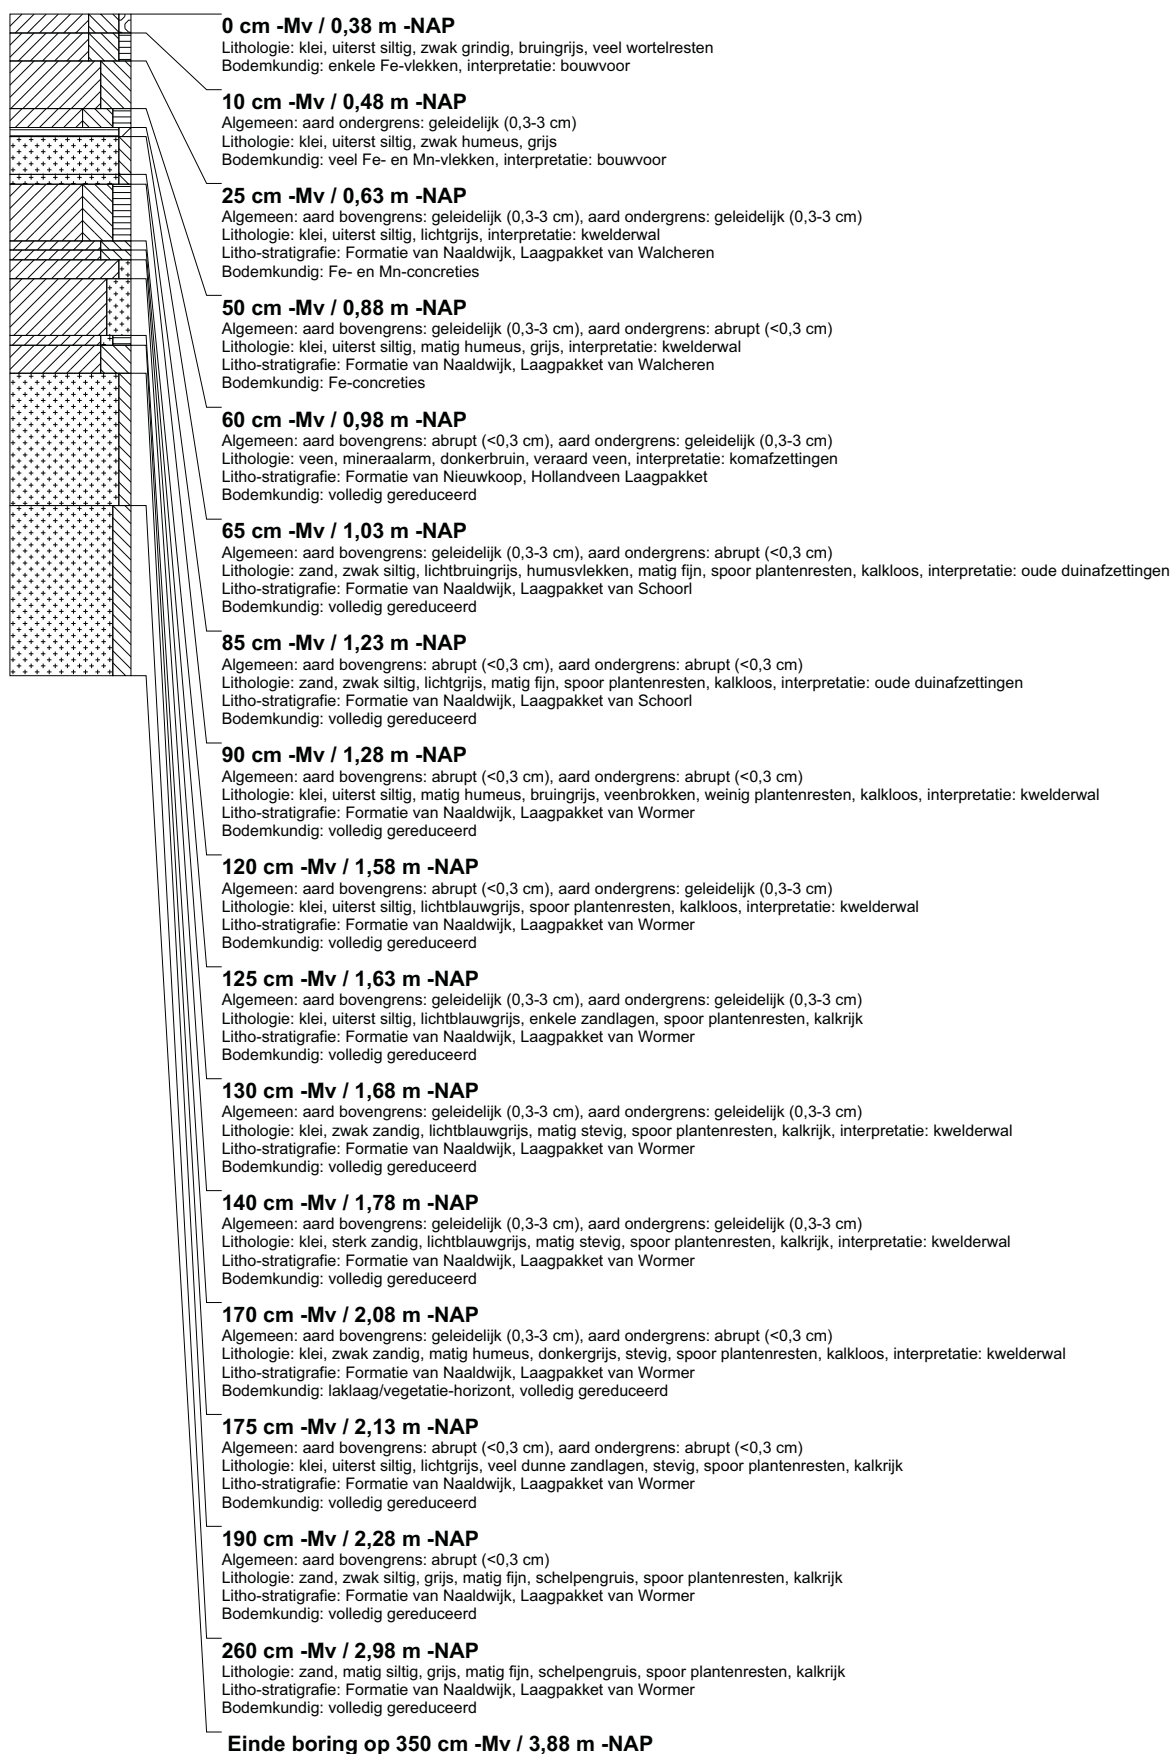 0 cm -Mv / 0,38 m -NAP
Lithologie: klei, uiterst siltig, zwak grindig, bruingrijs, veel wortelresten
Bodemkundig: enkele Fe-vlekken, interpretatie: bouwvoor
10 cm -Mv / 0,48 m -NAP
Algemeen: aard ondergrens: geleidelijk (0,3-3 cm)
Lithologie: klei, uiterst siltig, zwak humeus, grijs
Bodemkundig: veel Fe- en Mn-vlekken, interpretatie: bouwvoor
25 cm -Mv / 0,63 m -NAP
Algemeen: aard bovengrens: geleidelijk (0,3-3 cm), aard ondergrens: geleidelijk (0,3-3 cm)
Lithologie: klei, uiterst siltig, lichtgrijs, interpretatie: kwelderwal
Litho-stratigrafie: Formatie van Naaldwijk, Laagpakket van Walcheren
Bodemkundig: Fe- en Mn-concreties
50 cm -Mv / 0,88 m -NAP
Algemeen: aard bovengrens: geleidelijk (0,3-3 cm), aard ondergrens: abrupt (<0,3 cm)
Lithologie: klei, uiterst siltig, matig humeus, grijs, interpretatie: kwelderwal
Litho-stratigrafie: Formatie van Naaldwijk, Laagpakket van Walcheren
Bodemkundig: Fe-concreties
60 cm -Mv / 0,98 m -NAP
Algemeen: aard bovengrens: abrupt (<0,3 cm), aard ondergrens: geleidelijk (0,3-3 cm)
Lithologie: veen, mineraalarm, donkerbruin, veraard veen, interpretatie: komafzettingen
Litho-stratigrafie: Formatie van Nieuwkoop, Hollandveen Laagpakket
Bodemkundig: volledig gereduceerd
65 cm -Mv / 1,03 m -NAP
Algemeen: aard bovengrens: geleidelijk (0,3-3 cm), aard ondergrens: abrupt (<0,3 cm)
Lithologie: zand, zwak siltig, lichtbruingrijs, humusvlekken, matig fijn, spoor plantenresten, kalkloos, interpretatie: oude duinafzettingen
Litho-stratigrafie: Formatie van Naaldwijk, Laagpakket van Schoorl
Bodemkundig: volledig gereduceerd
85 cm -Mv / 1,23 m -NAP
Algemeen: aard bovengrens: abrupt (<0,3 cm), aard ondergrens: abrupt (<0,3 cm)
Lithologie: zand, zwak siltig, lichtgrijs, matig fijn, spoor plantenresten, kalkloos, interpretatie: oude duinafzettingen
Litho-stratigrafie: Formatie van Naaldwijk, Laagpakket van Schoorl
Bodemkundig: volledig gereduceerd
90 cm -Mv / 1,28 m -NAP
Algemeen: aard bovengrens: abrupt (<0,3 cm), aard ondergrens: abrupt (<0,3 cm)
Lithologie: klei, uiterst siltig, matig humeus, bruingrijs, veenbrokken, weinig plantenresten, kalkloos, interpretatie: kwelderwal
Litho-stratigrafie: Formatie van Naaldwijk, Laagpakket van Wormer
Bodemkundig: volledig gereduceerd
120 cm -Mv / 1,58 m -NAP
Algemeen: aard bovengrens: abrupt (<0,3 cm), aard ondergrens: geleidelijk (0,3-3 cm)
Lithologie: klei, uiterst siltig, lichtblauwgrijs, spoor plantenresten, kalkloos, interpretatie: kwelderwal
Litho-stratigrafie: Formatie van Naaldwijk, Laagpakket van Wormer
Bodemkundig: volledig gereduceerd
125 cm -Mv / 1,63 m -NAP
Algemeen: aard bovengrens: geleidelijk (0,3-3 cm), aard ondergrens: geleidelijk (0,3-3 cm)
Lithologie: klei, uiterst siltig, lichtblauwgrijs, enkele zandlagen, spoor plantenresten, kalkrijk
Litho-stratigrafie: Formatie van Naaldwijk, Laagpakket van Wormer
Bodemkundig: volledig gereduceerd
130 cm -Mv / 1,68 m -NAP
Algemeen: aard bovengrens: geleidelijk (0,3-3 cm), aard ondergrens: geleidelijk (0,3-3 cm)
Lithologie: klei, zwak zandig, lichtblauwgrijs, matig stevig, spoor plantenresten, kalkrijk, interpretatie: kwelderwal
Litho-stratigrafie: Formatie van Naaldwijk, Laagpakket van Wormer
Bodemkundig: volledig gereduceerd
140 cm -Mv / 1,78 m -NAP
Algemeen: aard bovengrens: geleidelijk (0,3-3 cm), aard ondergrens: geleidelijk (0,3-3 cm)
Lithologie: klei, sterk zandig, lichtblauwgrijs, matig stevig, spoor plantenresten, kalkrijk, interpretatie: kwelderwal
Litho-stratigrafie: Formatie van Naaldwijk, Laagpakket van Wormer
Bodemkundig: volledig gereduceerd
170 cm -Mv / 2,08 m -NAP
Algemeen: aard bovengrens: geleidelijk (0,3-3 cm), aard ondergrens: abrupt (<0,3 cm)
Lithologie: klei, zwak zandig, matig humeus, donkergrijs, stevig, spoor plantenresten, kalkloos, interpretatie: kwelderwal
Litho-stratigrafie: Formatie van Naaldwijk, Laagpakket van Wormer
Bodemkundig: laklaag/vegetatie-horizont, volledig gereduceerd
175 cm -Mv / 2,13 m -NAP
Algemeen: aard bovengrens: abrupt (<0,3 cm), aard ondergrens: abrupt (<0,3 cm)
Lithologie: klei, uiterst siltig, lichtgrijs, veel dunne zandlagen, stevig, spoor plantenresten, kalkrijk
Litho-stratigrafie: Formatie van Naaldwijk, Laagpakket van Wormer
Bodemkundig: volledig gereduceerd
190 cm -Mv / 2,28 m -NAP
Algemeen: aard bovengrens: abrupt (<0,3 cm)
Lithologie: zand, zwak siltig, grijs, matig fijn, schelpengruis, spoor plantenresten, kalkrijk
Litho-stratigrafie: Formatie van Naaldwijk, Laagpakket van Wormer
Bodemkundig: volledig gereduceerd
260 cm -Mv / 2,98 m -NAP
Lithologie: zand, matig siltig, grijs, matig fijn, schelpengruis, spoor plantenresten, kalkrijk
Litho-stratigrafie: Formatie van Naaldwijk, Laagpakket van Wormer
Bodemkundig: volledig gereduceerd
Einde boring op 350 cm -Mv / 3,88 m -NAP